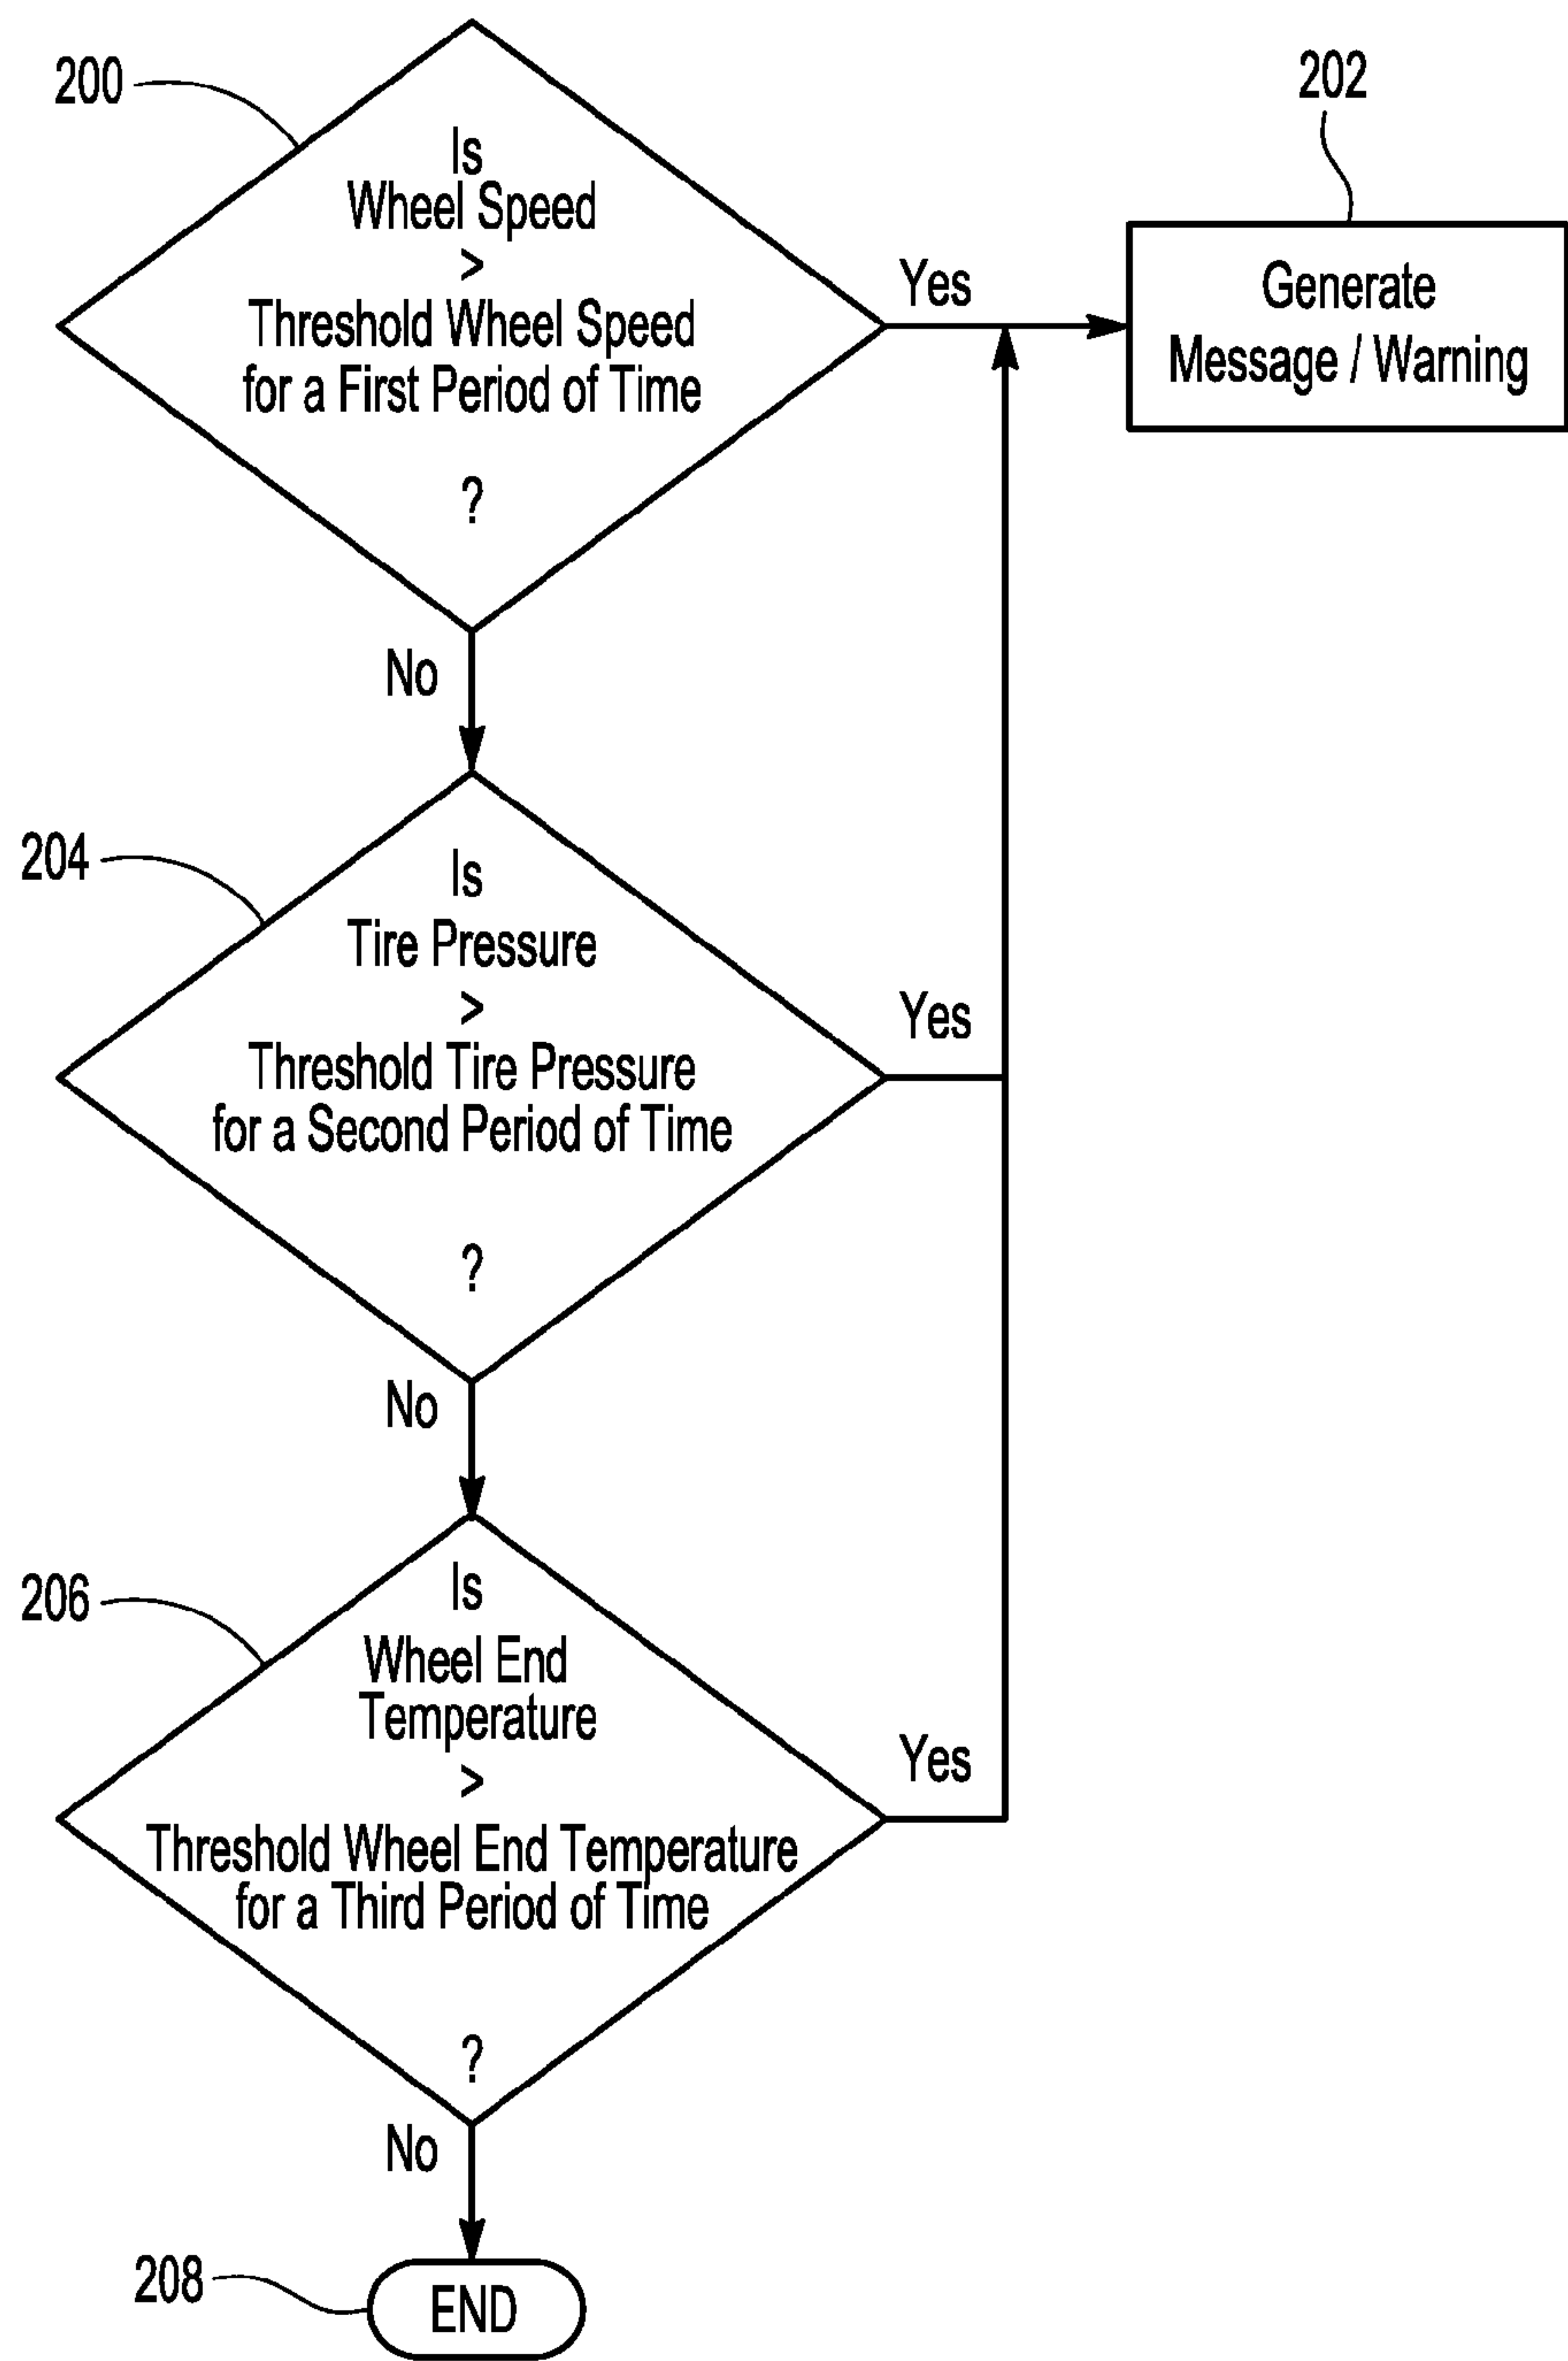 200
Is
Wheel Speed
>
Threshold Wheel Speed
for a First Period of Time
?
Yes
202
Generate
Message / Warning
No
204
Is
Tire Pressure
>
Threshold Tire Pressure
for a Second Period of Time
?
Yes
No
206
Is
Wheel End
Temperature
>
Threshold Wheel End Temperature
for a Third Period of Time
?
Yes
No
208
END